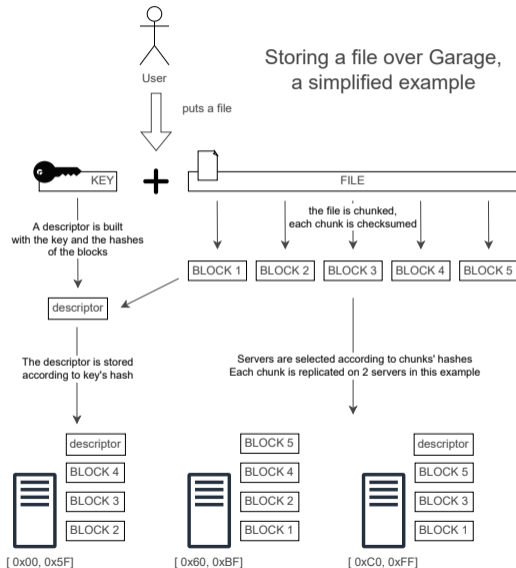 Storing a file over Garage,
a simplified example
User
puts a file
KEY
FILE
the file is chunked,
each chunk is checksumed
A descriptor is built
with the key and the hashes
of the blocks
BLOCK 1
BLOCK 2
BLOCK 3
BLOCK 4
BLOCK 5
descriptor
The descriptor is stored
according to key's hash
Servers are selected according to chunks' hashes
Each chunk is replicated on 2 servers in this example
descriptor
BLOCK 4
BLOCK 3
BLOCK 2
[ 0x00, 0x5F]
BLOCK 5
BLOCK 4
BLOCK 2
BLOCK 1
[ 0x60, 0xBF]
descriptor
BLOCK 5
BLOCK 3
BLOCK 1
[ 0xC0, 0xFF]